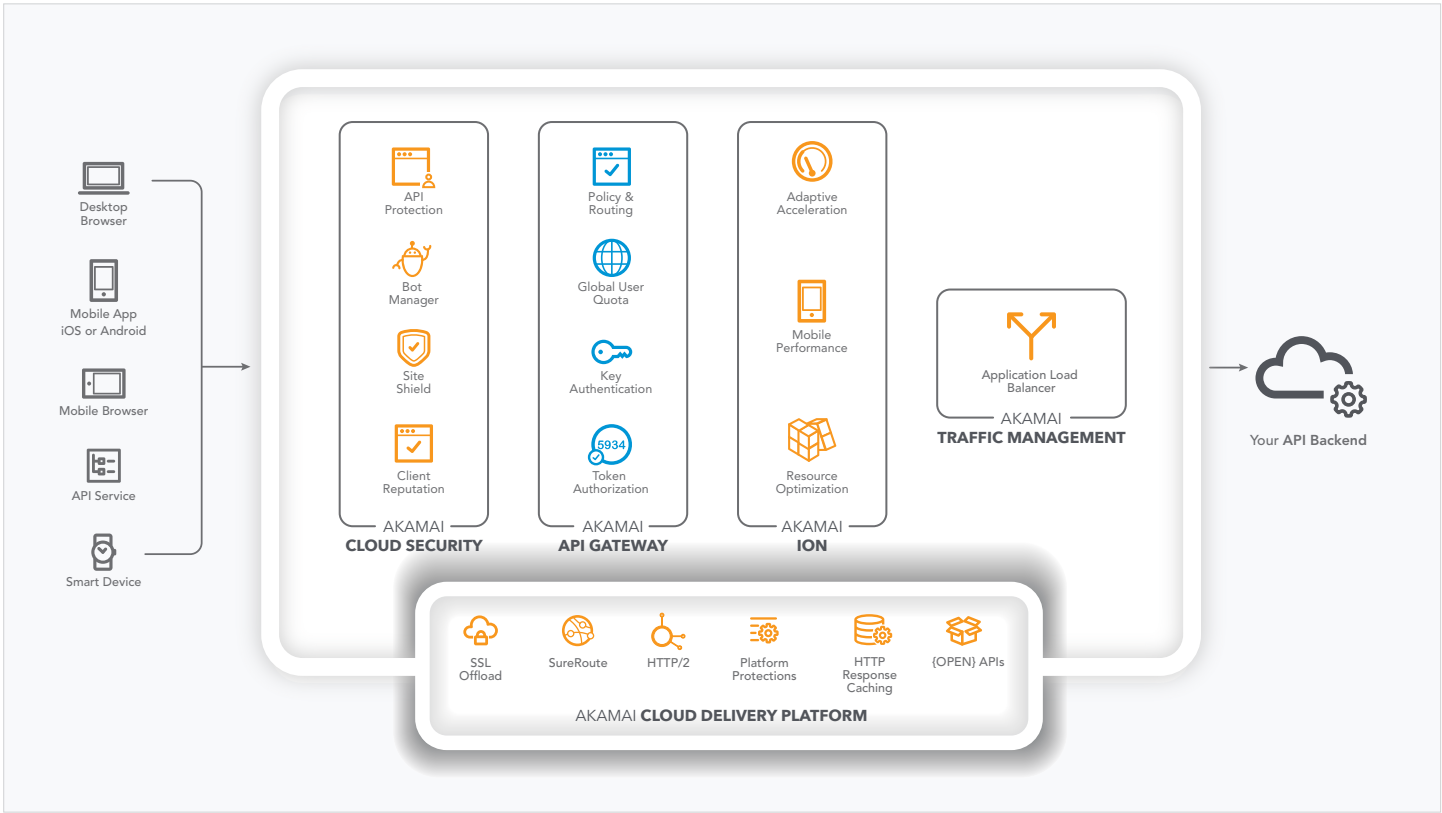 Desktop
Browser
Mobile App
iOS or Android
Mobile Browser
API Service
Smart Device
API
Protection
Bot
Manager
Site
Shield
Client
Reputation
AKAMAI
CLOUD SECURITY
Policy &
Routing
Global User
Quota
Key
Authentication
5934
Token
Authorization
AKAMAI
API GATEWAY
Adaptive
Acceleration
Mobile
Performance
Resource
Optimization
AKAMAI
ION
Application Load
Balancer
AKAMAI
TRAFFIC MANAGEMENT
Your API Backend
SSL
Offload
SureRoute
HTTP/2
Platform
Protections
HTTP
Response
Caching
{OPEN} APIs
AKAMAI CLOUD DELIVERY PLATFORM